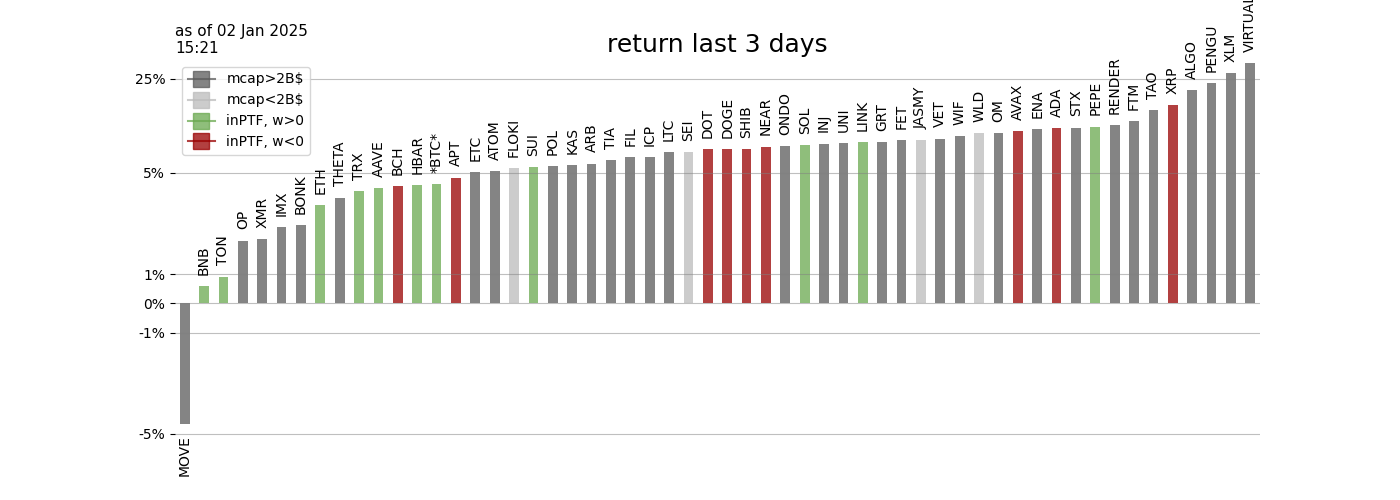 as of 02 Jan 2025
15:21
return last 3 days
mcap>2B$
mcap<2B$
inPTF, w>0
inPTF, w<0
25%
5%
1%
0%
-1%
-5%
MOVE
BNB
TON
OP
XMR
IMX
BONK
ETH
THETA
TRX
AAVE
BCH
HBAR
*BTC*
APT
ETC
ATOM
FLOKI
SUI
POL
KAS
ARB
TIA
FIL
ICP
LTC
SEI
DOT
DOGE
SHIB
NEAR
ONDO
SOL
INJ
UNI
LINK
GRT
FET
JASMY
VET
WIF
WLD
OM
AVAX
ENA
ADA
STX
PEPE
RENDER
FTM
TAO
XRP
ALGO
PENGU
XLM
VIRTUAL